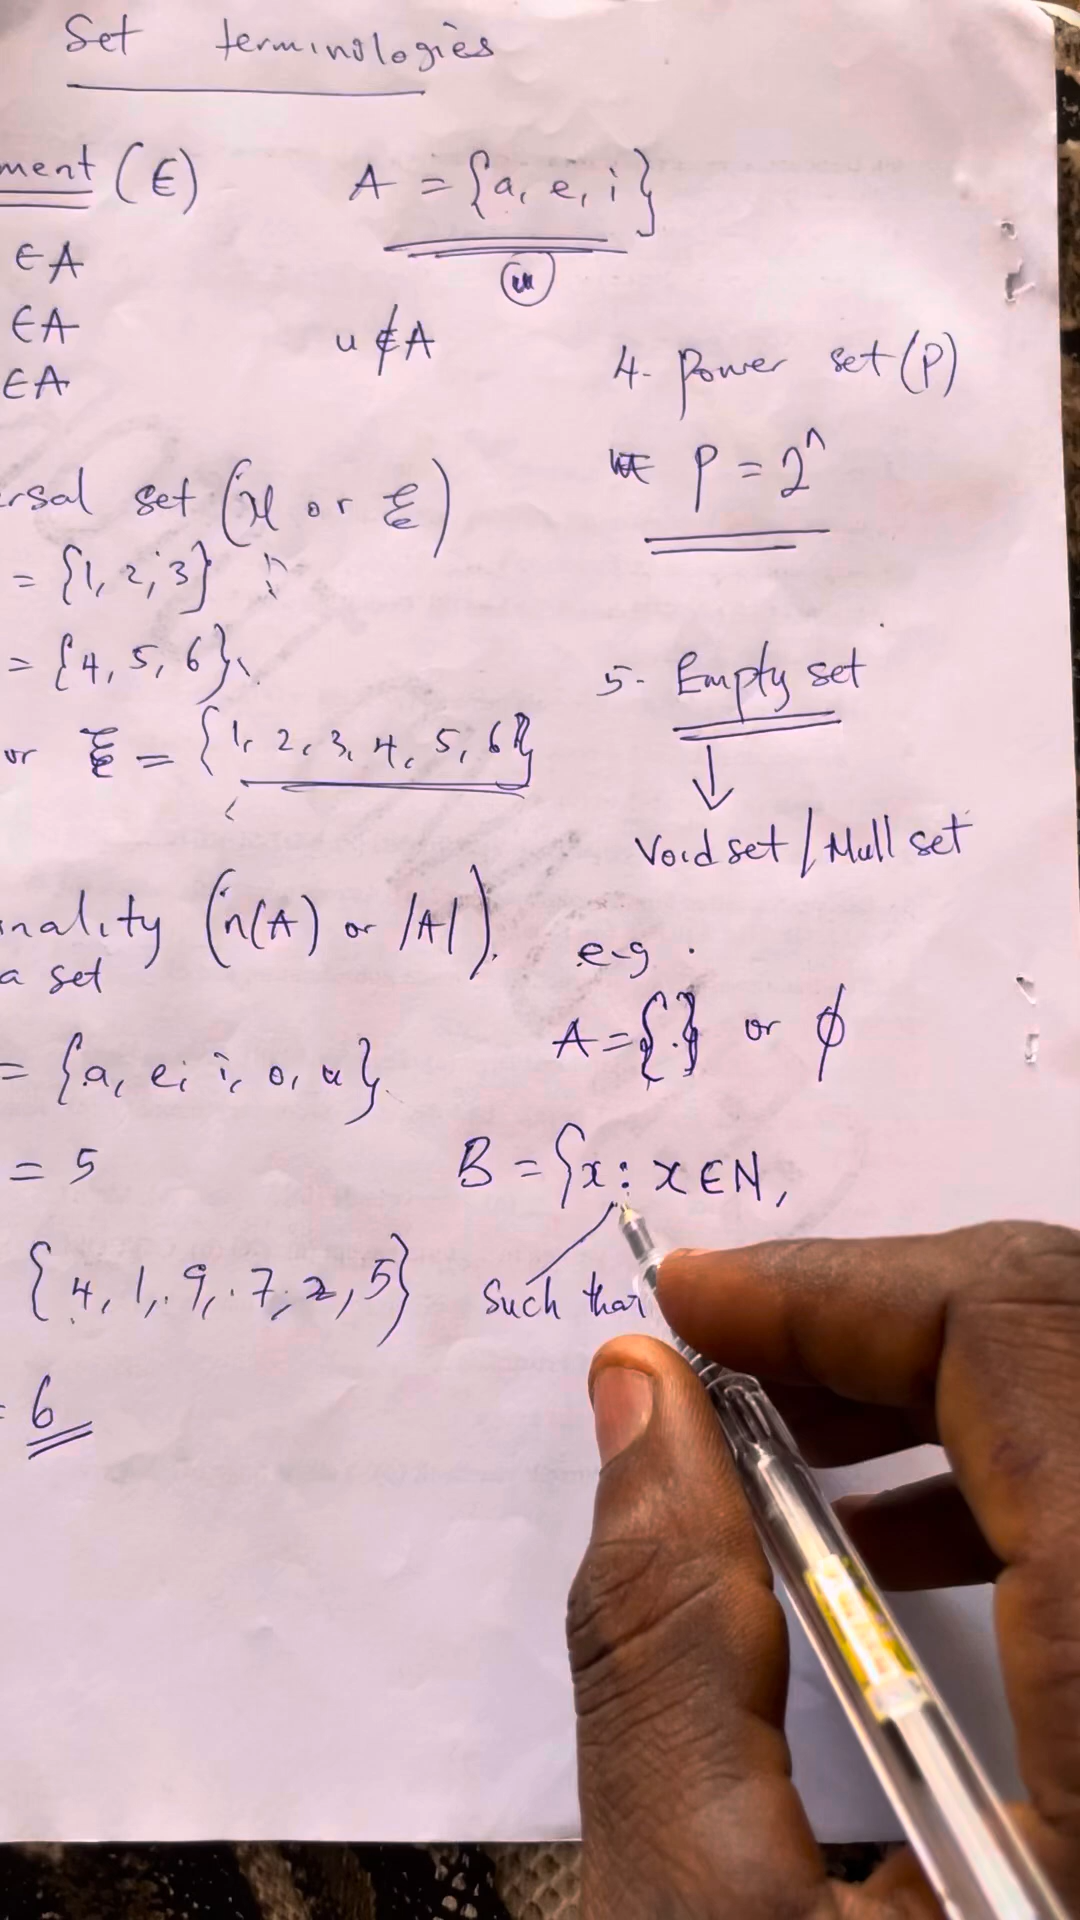 Set terminologies
ment (∈)
A = {a, e, i}
∈A
∈A
∈A
u
u ∉ A
ersal set (μ or ξ)
= {1, 2, 3}
= {4, 5, 6}
or ξ = {1, 2, 3, 4, 5, 6}
nality (n(A) or |A|).
a set
= {a, e, i, o, u}
= 5
{4, 1, 9, 7, 2, 5}
= 6
4. Power set (P)
P = 2ⁿ
5. Empty set
↓
Void set / Null set
e.g.
A = {.} or ϕ
B = {x : x ∈ N,
Such that